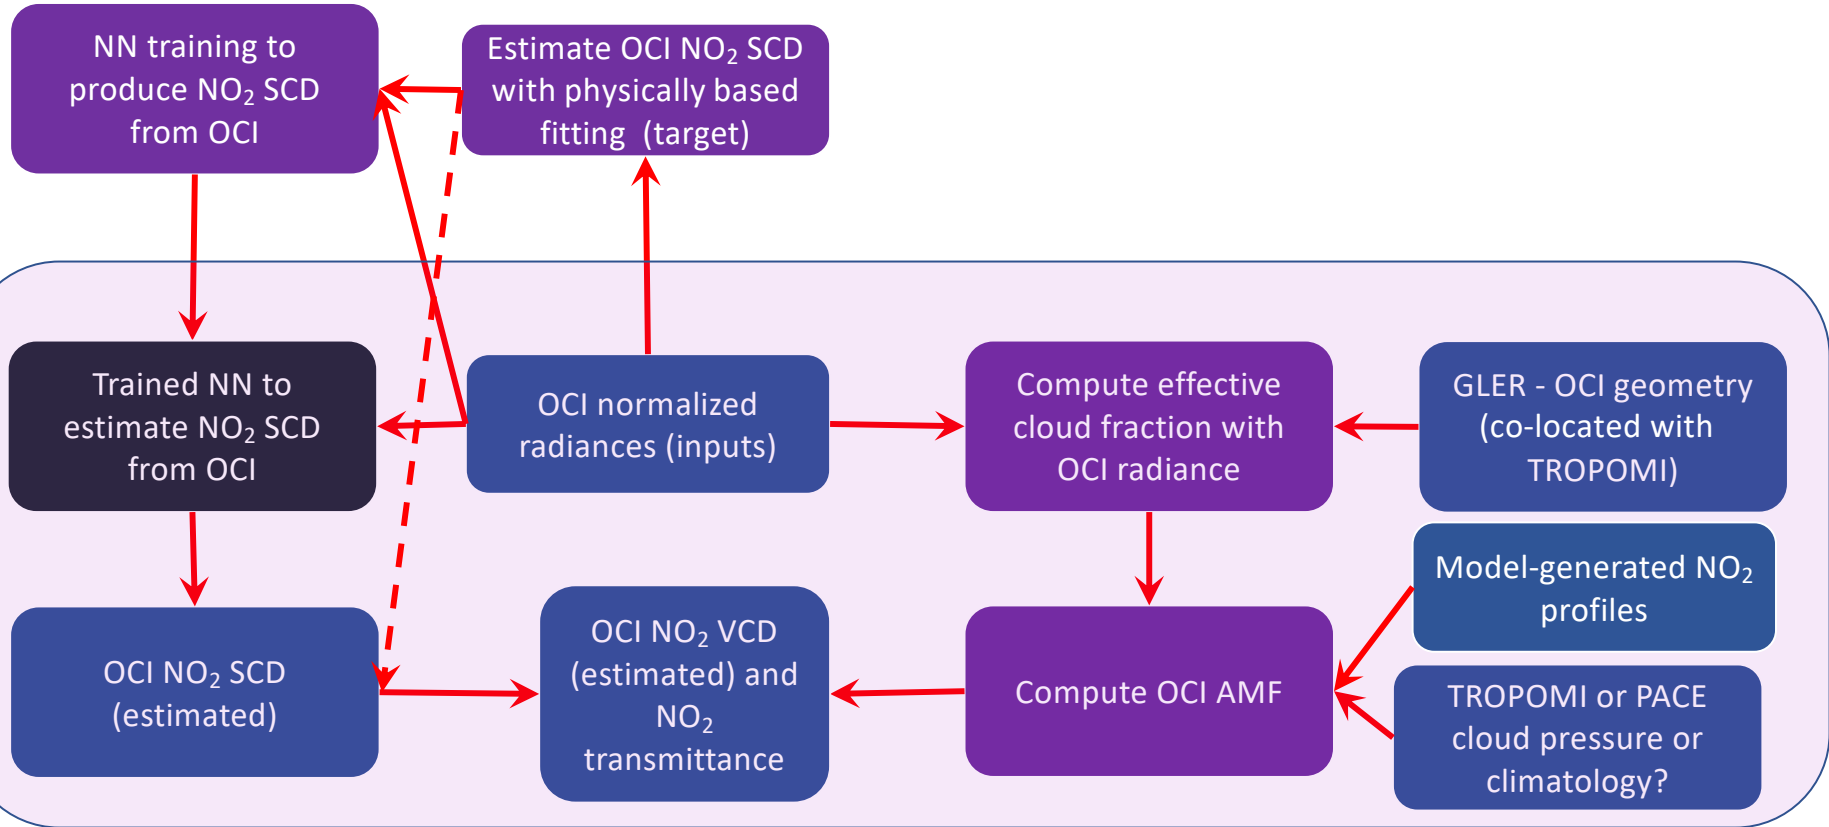 NN training to
produce NO₂ SCD
from OCI
Estimate OCI NO₂ SCD
with physically based
fitting (target)
Trained NN to
estimate NO₂ SCD
from OCI
OCI normalized
radiances (inputs)
Compute effective
cloud fraction with
OCI radiance
GLER - OCI geometry
(co-located with
TROPOMI)
Model-generated NO₂
profiles
OCI NO₂ SCD
(estimated)
OCI NO₂ VCD
(estimated) and
NO₂
transmittance
Compute OCI AMF
TROPOMI or PACE
cloud pressure or
climatology?